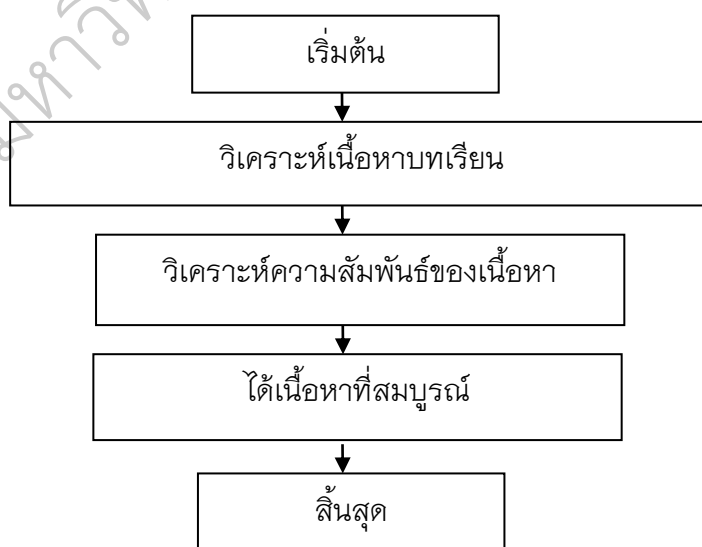 เริ่มต้น
วิเคราะห์เนื้อหาบทเรียน
วิเคราะห์ความสัมพันธ์ของเนื้อหา
ได้เนื้อหาที่สมบูรณ์
สิ้นสุด